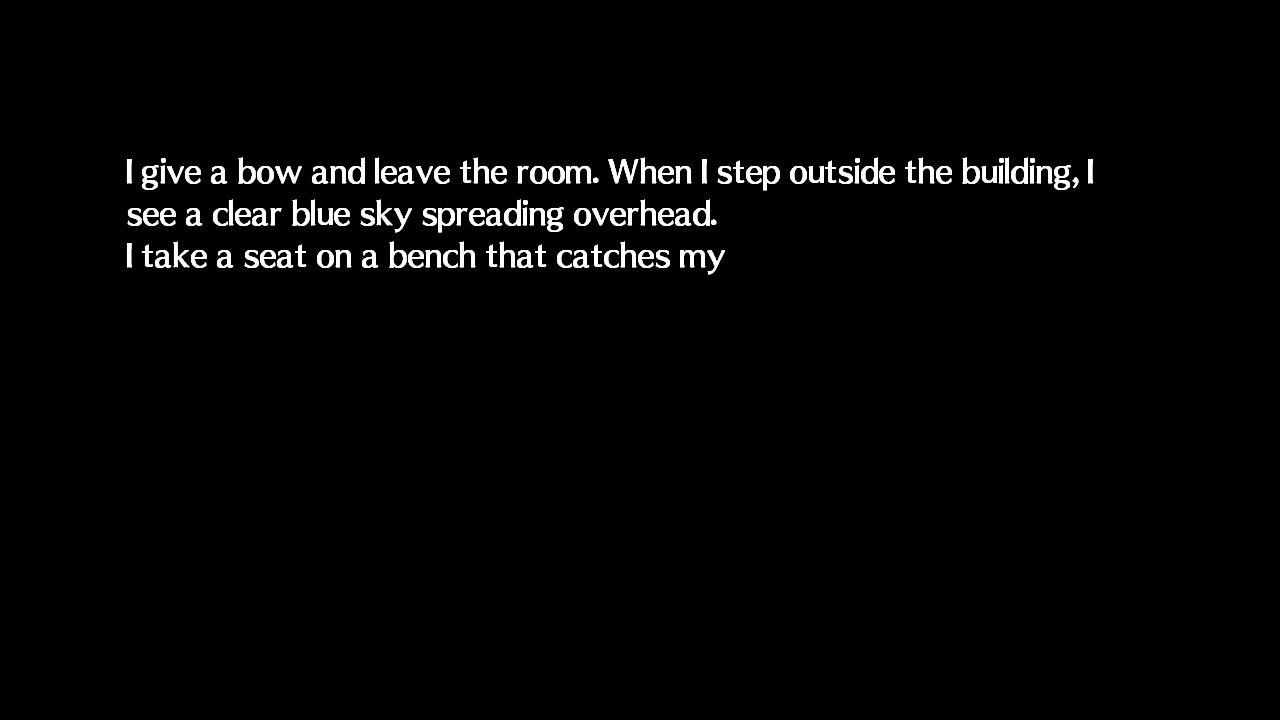 I give a bow and leave the room. When I step outside the building, I
see a clear blue sky spreading overhead.
I take a seat on a bench that catches my